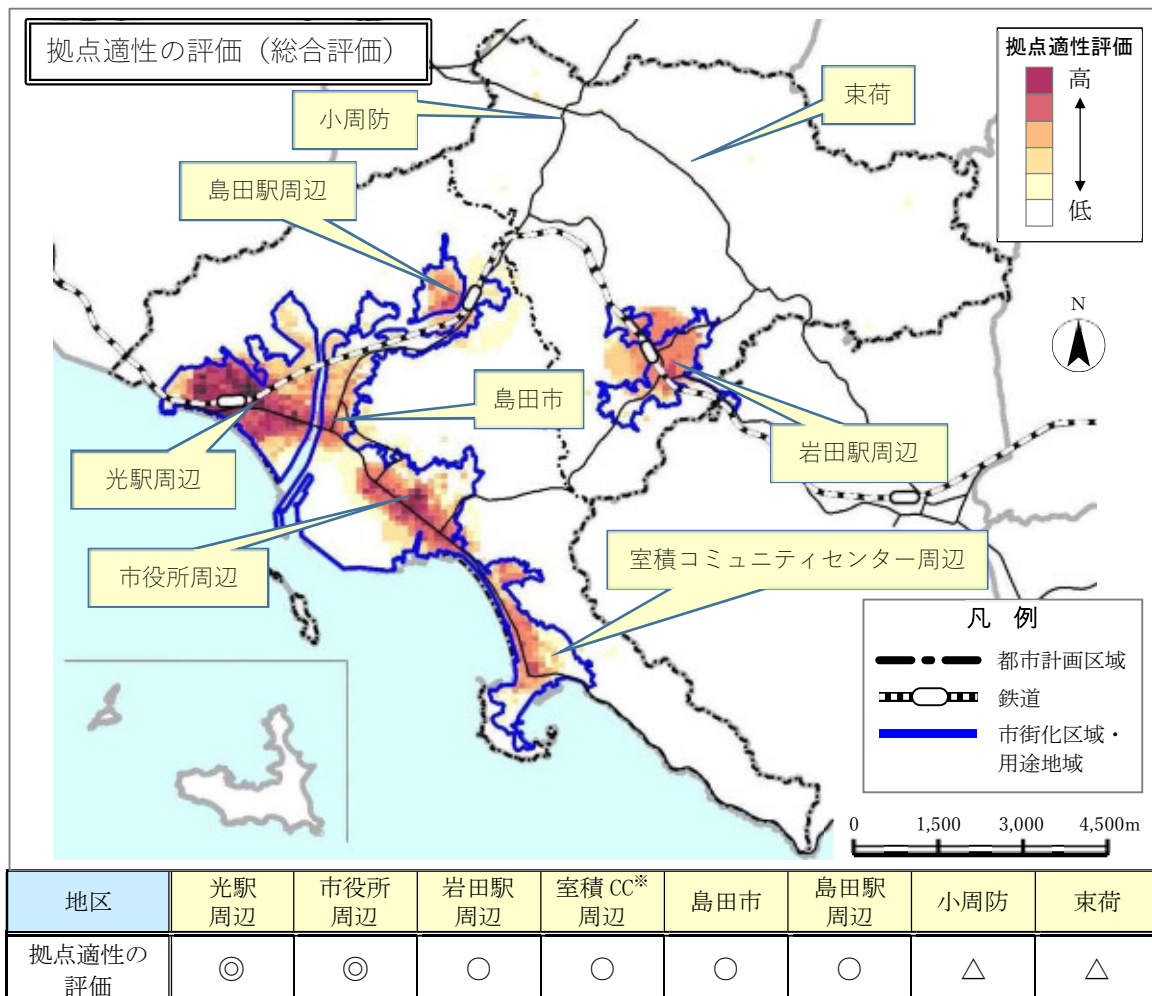 拠点適性の評価（総合評価）
拠点適性評価
高
低
小周防
束荷
島田駅周辺
N
島田市
光駅周辺
岩田駅周辺
市役所周辺
室積コミュニティセンター周辺
凡 例
都市計画区域
鉄道
市街化区域・
用途地域
0 1,500 3,000 4,500m
地区 光駅周辺 市役所周辺 岩田駅周辺 室積 CC※周辺 島田市 島田駅周辺 小周防 束荷
拠点適性の評価 ◎ ◎ ○ ○ ○ ○ △ △